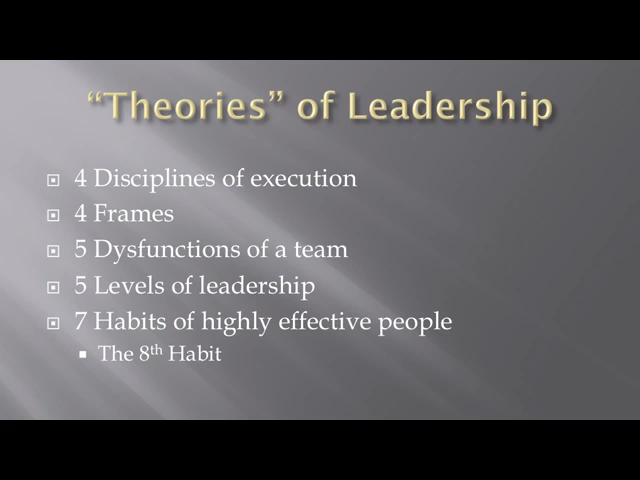 “Theories” of Leadership
4 Disciplines of execution
4 Frames
5 Dysfunctions of a team
5 Levels of leadership
7 Habits of highly effective people
The 8th Habit